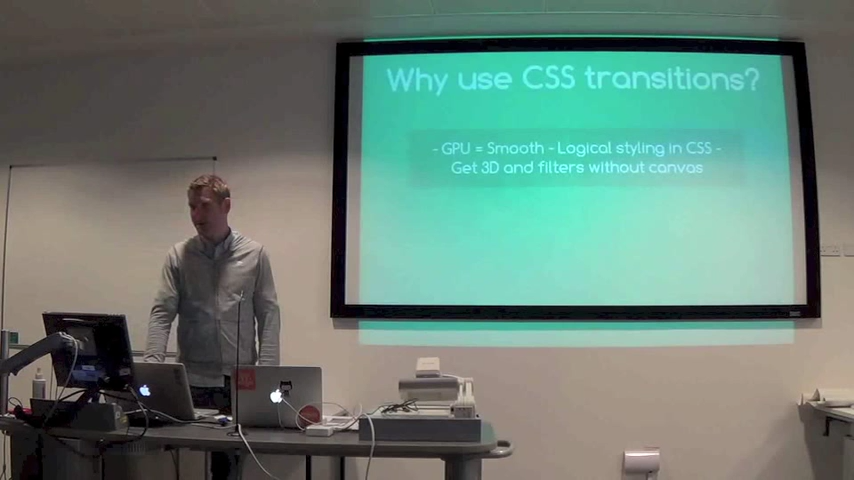 Why use CSS transitions?
- GPU = Smooth - Logical styling in CSS -
Get 3D and filters without canvas